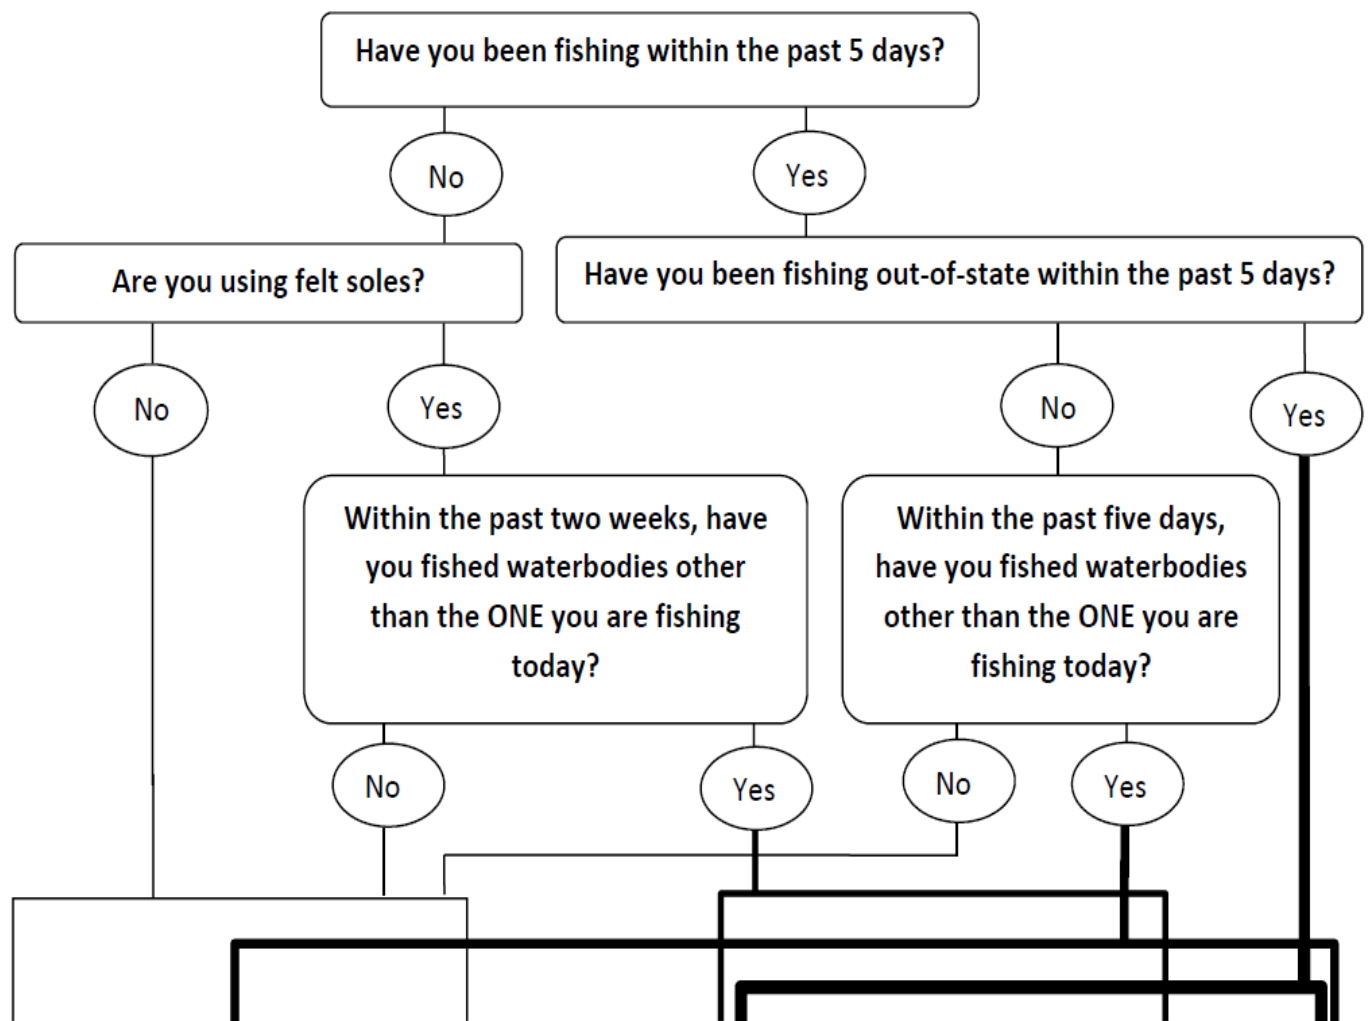 Have you been fishing within the past 5 days?
No
Yes
Are you using felt soles?
Have you been fishing out-of-state within the past 5 days?
No
Yes
No
Yes
Within the past two weeks, have
you fished waterbodies other
than the ONE you are fishing
today?
Within the past five days,
have you fished waterbodies
other than the ONE you are
fishing today?
No
Yes
No
Yes